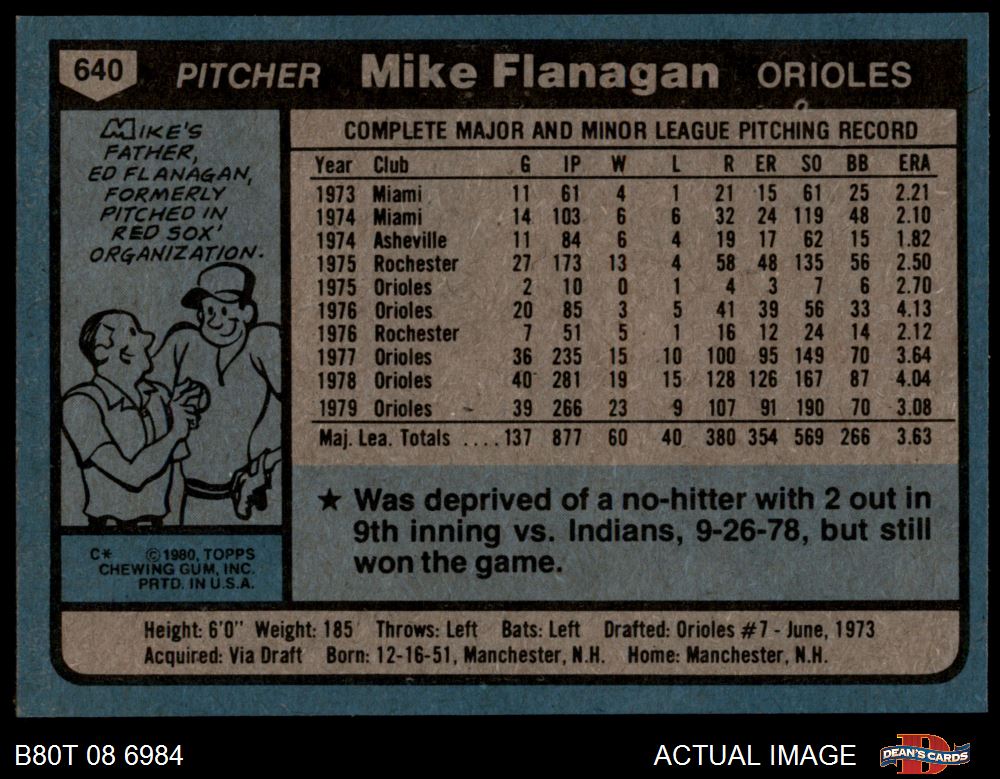 640 PITCHER Mike Flanagan ORIOLES
MIKE'S
FATHER,
ED FLANAGAN,
FORMERLY
PITCHED IN
RED SOX'
ORGANIZATION.
C* ©1980, TOPPS
CHEWING GUM, INC.
PRTD. IN U.S.A.
COMPLETE MAJOR AND MINOR LEAGUE PITCHING RECORD
Year Club G IP W L R ER SO BB ERA
1973 Miami 11 61 4 1 21 15 61 25 2.21
1974 Miami 14 103 6 6 32 24 119 48 2.10
1974 Asheville 11 84 6 4 19 17 62 15 1.82
1975 Rochester 27 173 13 4 58 48 135 56 2.50
1975 Orioles 2 10 0 1 4 3 7 6 2.70
1976 Orioles 20 85 3 5 41 39 56 33 4.13
1976 Rochester 7 51 5 1 16 12 24 14 2.12
1977 Orioles 36 235 15 10 100 95 149 70 3.64
1978 Orioles 40 281 19 15 128 126 167 87 4.04
1979 Orioles 39 266 23 9 107 91 190 70 3.08
Maj. Lea. Totals ....137 877 60 40 380 354 569 266 3.63
★ Was deprived of a no-hitter with 2 out in
9th inning vs. Indians, 9-26-78, but still
won the game.
Height: 6'0" Weight: 185 Throws: Left Bats: Left Drafted: Orioles #7 - June, 1973
Acquired: Via Draft Born: 12-16-51, Manchester, N.H. Home: Manchester, N.H.
B80T 08 6984 ACTUAL IMAGE DEAN'S CARDS